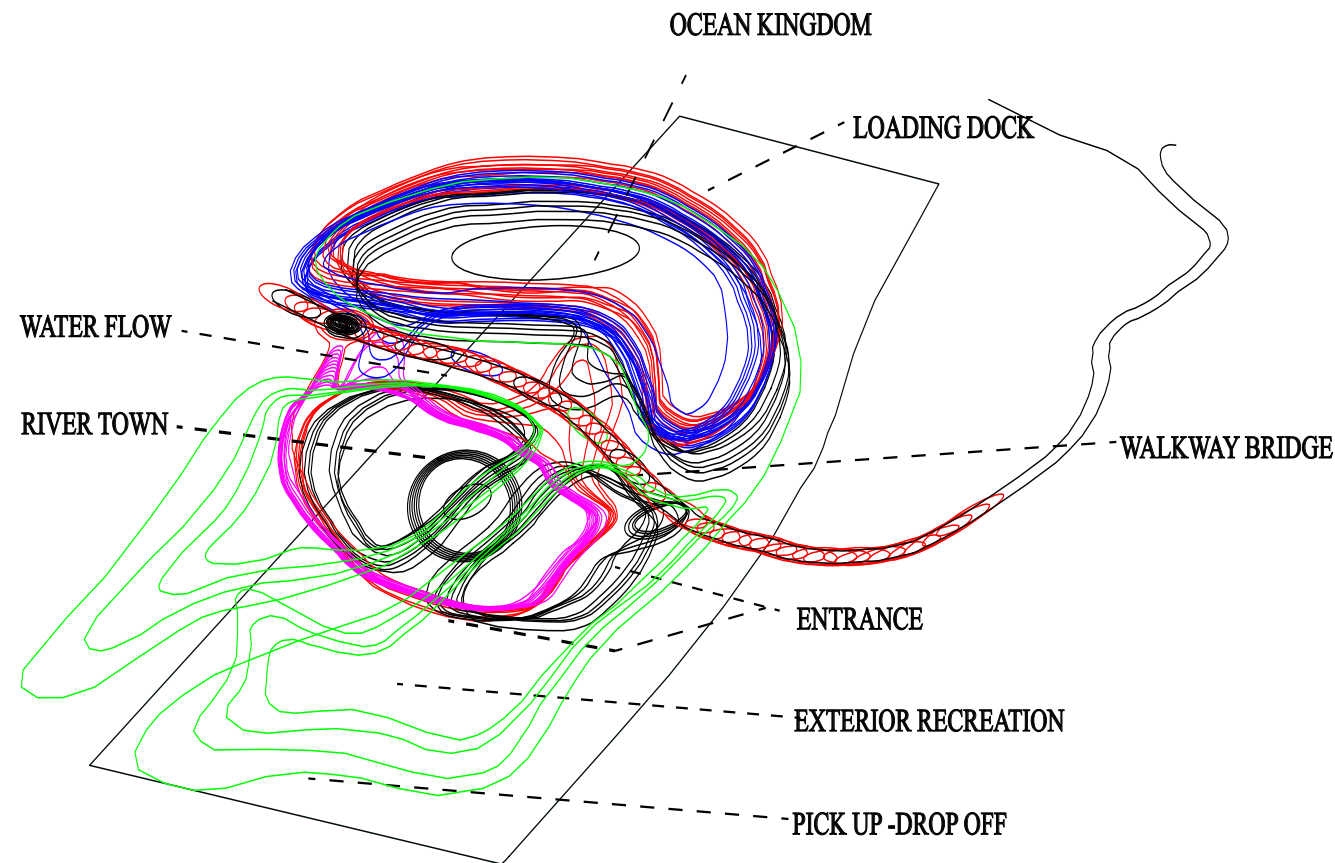 OCEAN KINGDOM
LOADING DOCK
WATER FLOW
RIVER TOWN
WALKWAY BRIDGE
ENTRANCE
EXTERIOR RECREATION
PICK UP -DROP OFF